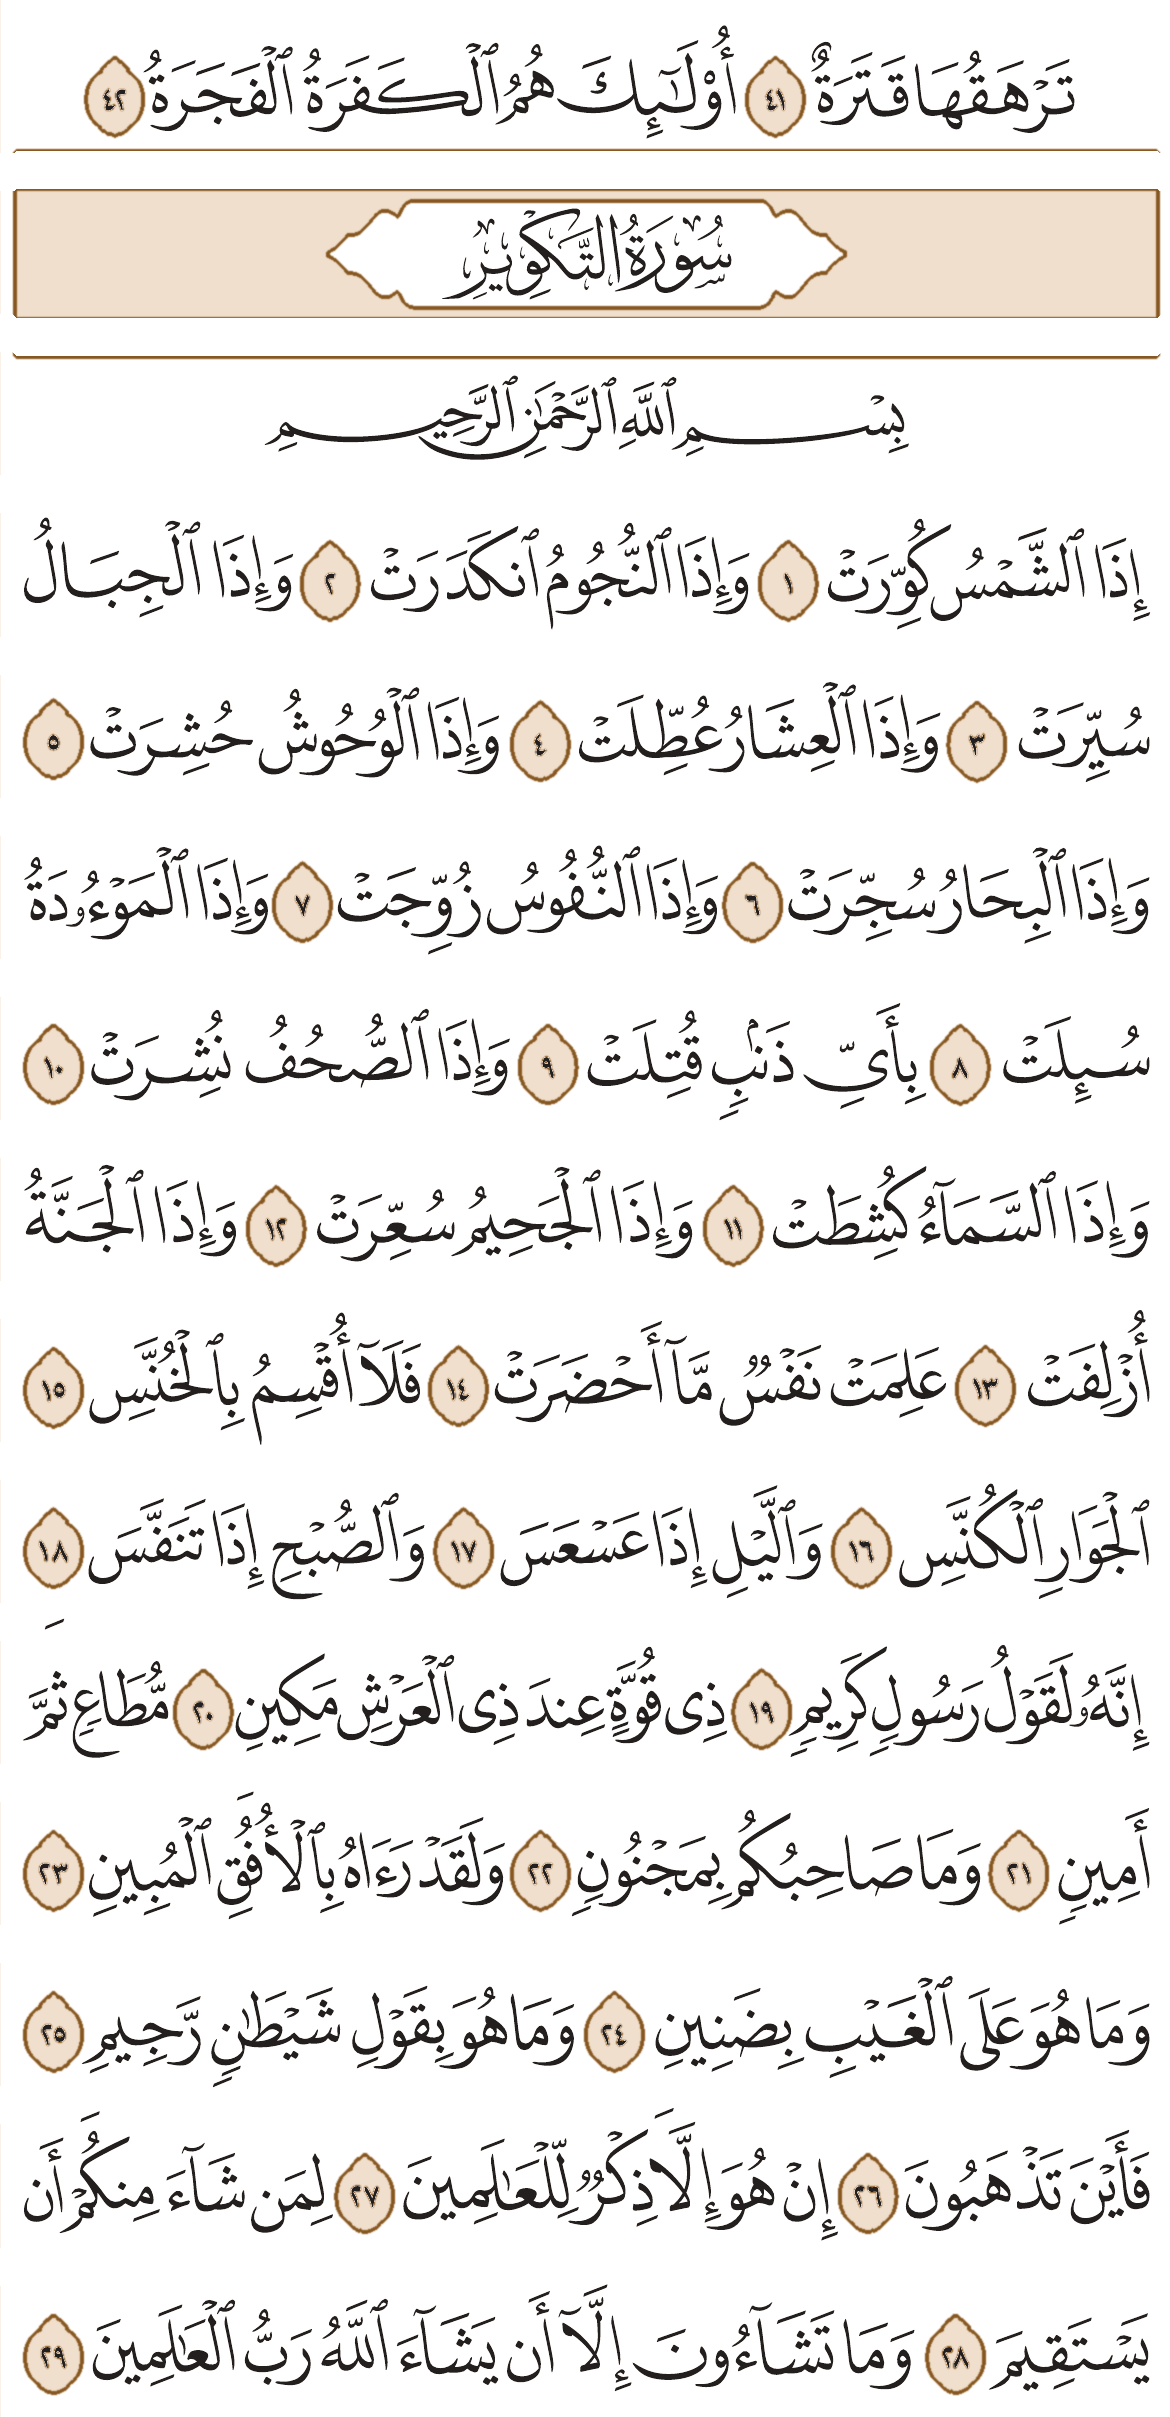 تَرۡهَقُهَا قَتَرَةٌ ٤١ أُوْلَٰٓئِكَ هُمُ ٱلۡكَفَرَةُ ٱلۡفَجَرَةُ ٤٢
سُورَةُ التَّكۡوِيرِ
بِسۡمِ ٱللَّهِ ٱلرَّحۡمَٰنِ ٱلرَّحِيمِ
إِذَا ٱلشَّمۡسُ كُوِّرَتۡ ١ وَإِذَا ٱلنُّجُومُ ٱنكَدَرَتۡ ٢ وَإِذَا ٱلۡجِبَالُ
سُيِّرَتۡ ٣ وَإِذَا ٱلۡعِشَارُ عُطِّلَتۡ ٤ وَإِذَا ٱلۡوُحُوشُ حُشِرَتۡ ٥
وَإِذَا ٱلۡبِحَارُ سُجِّرَتۡ ٦ وَإِذَا ٱلنُّفُوسُ زُوِّجَتۡ ٧ وَإِذَا ٱلۡمَوۡءُۥدَةُ
سُئِلَتۡ ٨ بِأَيِّ ذَنۢبٖ قُتِلَتۡ ٩ وَإِذَا ٱلصُّحُفُ نُشِرَتۡ ١٠
وَإِذَا ٱلسَّمَآءُ كُشِطَتۡ ١١ وَإِذَا ٱلۡجَحِيمُ سُعِّرَتۡ ١٢ وَإِذَا ٱلۡجَنَّةُ
أُزۡلِفَتۡ ١٣ عَلِمَتۡ نَفۡسٞ مَّآ أَحۡضَرَتۡ ١٤ فَلَآ أُقۡسِمُ بِٱلۡخُنَّسِ ١٥
ٱلۡجَوَارِ ٱلۡكُنَّسِ ١٦ وَٱلَّيۡلِ إِذَا عَسۡعَسَ ١٧ وَٱلصُّبۡحِ إِذَا تَنَفَّسَ ١٨
إِنَّهُۥ لَقَوۡلُ رَسُولٖ كَرِيمٖ ١٩ ذِي قُوَّةٍ عِندَ ذِي ٱلۡعَرۡشِ مَكِينٖ ٢٠ مُّطَاعٖ ثَمَّ
أَمِينٖ ٢١ وَمَا صَاحِبُكُم بِمَجۡنُونٖ ٢٢ وَلَقَدۡ رَءَاهُ بِٱلۡأُفُقِ ٱلۡمُبِينِ ٢٣
وَمَا هُوَ عَلَى ٱلۡغَيۡبِ بِضَنِينٖ ٢٤ وَمَا هُوَ بِقَوۡلِ شَيۡطَٰنٖ رَّجِيمٖ ٢٥
فَأَيۡنَ تَذۡهَبُونَ ٢٦ إِنۡ هُوَ إِلَّا ذِكۡرٞ لِّلۡعَٰلَمِينَ ٢٧ لِمَن شَآءَ مِنكُمۡ أَن
يَسۡتَقِيمَ ٢٨ وَمَا تَشَآءُونَ إِلَّآ أَن يَشَآءَ ٱللَّهُ رَبُّ ٱلۡعَٰلَمِينَ ٢٩